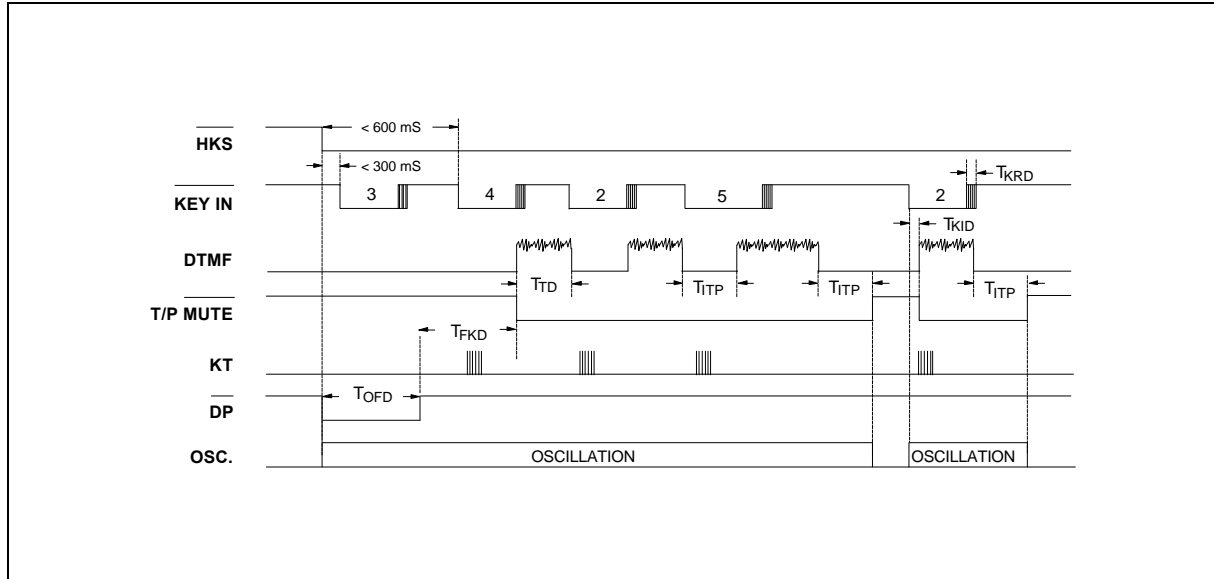 HKS
< 600 mS
< 300 mS
KEY IN
3
4
2
5
2
TKRD
TKID
DTMF
TTD
TITP
TITP
TITP
T/P MUTE
TFKD
KT
DP
TOFD
OSC.
OSCILLATION
OSCILLATION